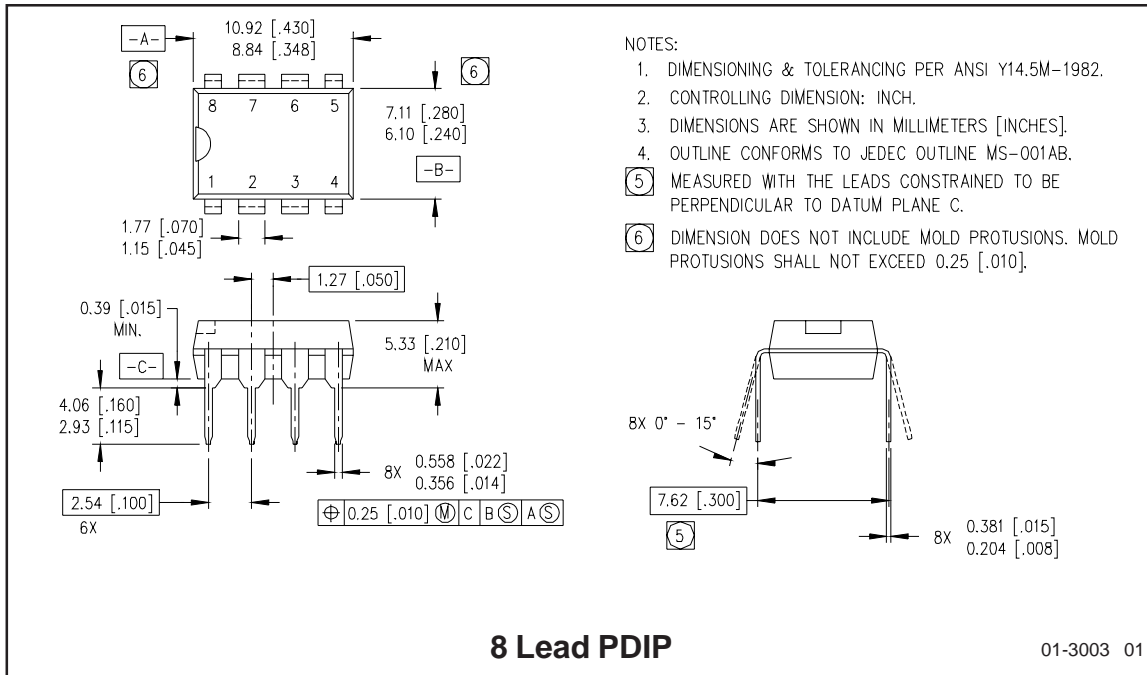 -A-
10.92 [.430]
8.84 [.348]
6
6
8 7 6 5
7.11 [.280]
6.10 [.240]
-B-
1 2 3 4
1.77 [.070]
1.15 [.045]
1.27 [.050]
0.39 [.015]
MIN.
-C-
5.33 [.210]
MAX
4.06 [.160]
2.93 [.115]
8X 0.558 [.022]
0.356 [.014]
2.54 [.100]
6X
⌖ 0.25 [.010] Ⓜ C B Ⓢ A Ⓢ
NOTES:
1. DIMENSIONING & TOLERANCING PER ANSI Y14.5M-1982.
2. CONTROLLING DIMENSION: INCH.
3. DIMENSIONS ARE SHOWN IN MILLIMETERS [INCHES].
4. OUTLINE CONFORMS TO JEDEC OUTLINE MS-001AB.
5 MEASURED WITH THE LEADS CONSTRAINED TO BE
PERPENDICULAR TO DATUM PLANE C.
6 DIMENSION DOES NOT INCLUDE MOLD PROTUSIONS. MOLD
PROTUSIONS SHALL NOT EXCEED 0.25 [.010].
8X 0° - 15°
7.62 [.300]
5
8X 0.381 [.015]
0.204 [.008]
8 Lead PDIP
01-3003 01